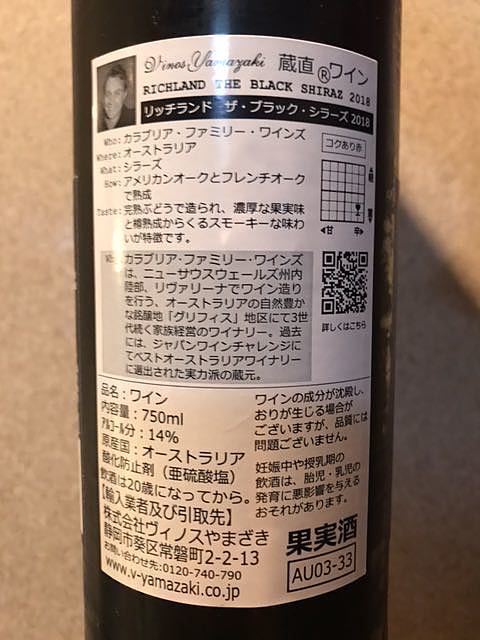 Vinos Yamazaki 蔵直®ワイン
RICHLAND THE BLACK SHIRAZ 2018
リッチランド ザ・ブラック・シラーズ 2018
Who:カラブリア・ファミリー・ワインズ
Where:オーストラリア
What:シラーズ
How:アメリカンオークとフレンチオーク
で熟成
Taste:完熟ぶどうで造られ、濃厚な果実味
と樽熟成からくるスモーキーな味わ
いが特徴です。
コクあり赤
軽
重
甘 辛
カラブリア・ファミリー・ワインズ
は、ニューサウスウェールズ州内
陸部、リヴァリーナでワイン造り
を行う、オーストラリアの自然豊か
な銘醸地「グリフィス」地区にて3世
代続く家族経営のワイナリー。過去
には、ジャパンワインチャレンジに
てベストオーストラリアワイナリー
に選出された実力派の蔵元。
詳しくはこちら
品名:ワイン
内容量:750ml
アルコール分:14%
原産国:オーストラリア
酸化防止剤(亜硫酸塩)
飲酒は20歳になってから。
【輸入業者及び引取先】
株式会社ヴィノスやまざき
静岡市葵区常磐町2-2-13
お問い合わせ先:0120-740-790
www.v-yamazaki.co.jp
ワインの成分が沈殿し、
おりが生じる場合が
ございますが、品質には
問題ございません。
妊娠中や授乳期の
飲酒は、胎児・乳児の
発育に悪影響を与える
おそれがあります。
果実酒
AU03-33